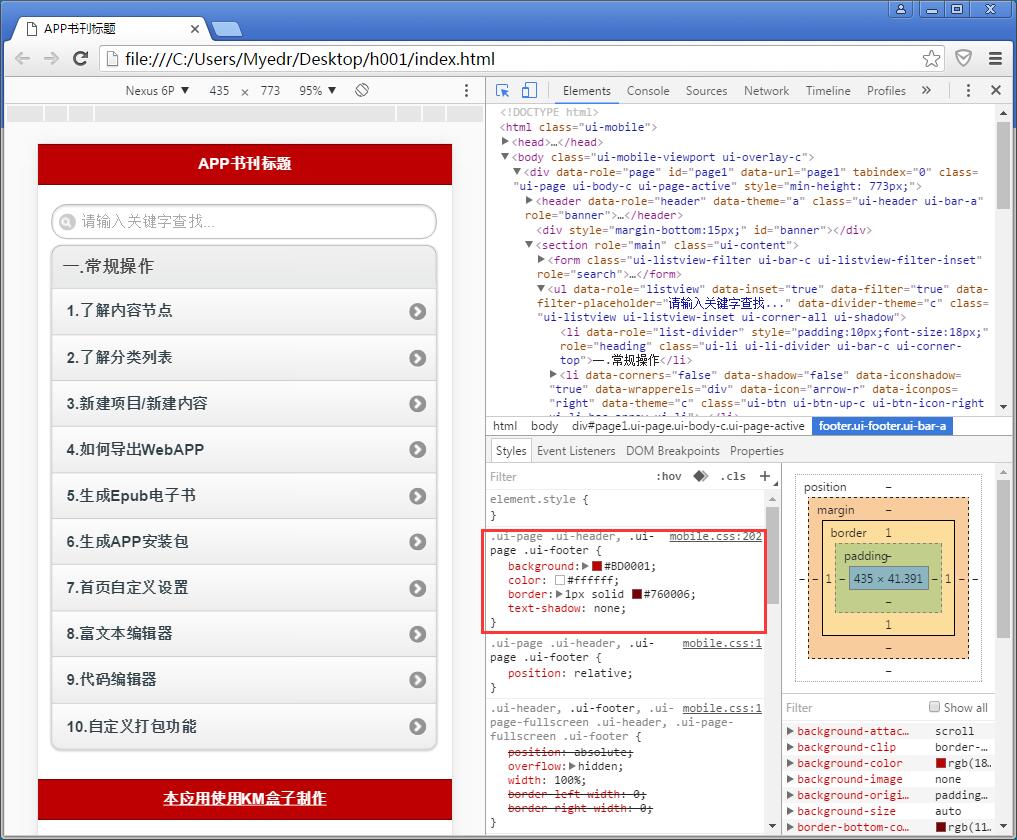 APP书刊标题
file:///C:/Users/Myedr/Desktop/h001/index.html
Nexus 6P ▼ 435 × 773 95% ▼
Elements Console Sources Network Timeline Profiles »
APP书刊标题
请输入关键字查找...
一.常规操作
1.了解内容节点
2.了解分类列表
3.新建项目/新建内容
4.如何导出WebAPP
5.生成Epub电子书
6.生成APP安装包
7.首页自定义设置
8.富文本编辑器
9.代码编辑器
10.自定义打包功能
本应用使用KM盒子制作
<!DOCTYPE html>
<html class="ui-mobile">
<head>…</head>
<body class="ui-mobile-viewport ui-overlay-c">
<div data-role="page" id="page1" data-url="page1" tabindex="0" class=
"ui-page ui-body-c ui-page-active" style="min-height: 773px;">
<header data-role="header" data-theme="a" class="ui-header ui-bar-a"
role="banner">…</header>
<div style="margin-bottom:15px;" id="banner"></div>
<section role="main" class="ui-content">
<form class="ui-listview-filter ui-bar-c ui-listview-filter-inset"
role="search">…</form>
<ul data-role="listview" data-inset="true" data-filter="true" data-
filter-placeholder="请输入关键字查找..." data-divider-theme="c" class=
"ui-listview ui-listview-inset ui-corner-all ui-shadow">
<li data-role="list-divider" style="padding:10px;font-size:18px;"
role="heading" class="ui-li ui-li-divider ui-bar-c ui-corner-
top">一.常规操作</li>
<li data-corners="false" data-shadow="false" data-iconshadow=
"true" data-wrapperels="div" data-icon="arrow-r" data-iconpos=
"right" data-theme="c" class="ui-btn ui-btn-up-c ui-btn-icon-right
html body div#page1.ui-page.ui-body-c.ui-page-active footer.ui-footer.ui-bar-a
Styles Event Listeners DOM Breakpoints Properties
Filter :hov .cls +
element.style {
}
.ui-page .ui-header, .ui- mobile.css:202
page .ui-footer {
background: #BD0001;
color: #ffffff;
border: 1px solid #760006;
text-shadow: none;
}
.ui-page .ui-header, .ui- mobile.css:1
page .ui-footer {
position: relative;
}
.ui-header, .ui-footer, .ui- mobile.css:1
page-fullscreen .ui-header, .ui-page-
fullscreen .ui-footer {
position: absolute;
overflow: hidden;
width: 100%;
border-left-width: 0;
border-right-width: 0;
}
position –
margin –
border 1
padding –
– – 1 – 435 × 41.391 – 1 – –
–
1
–
–
Filter Show all
background-attac… scroll
background-clip border-…
background-color rgb(18…
background-image none
background-origi… padding…
background-size auto
border-bottom-co… rgb(11…